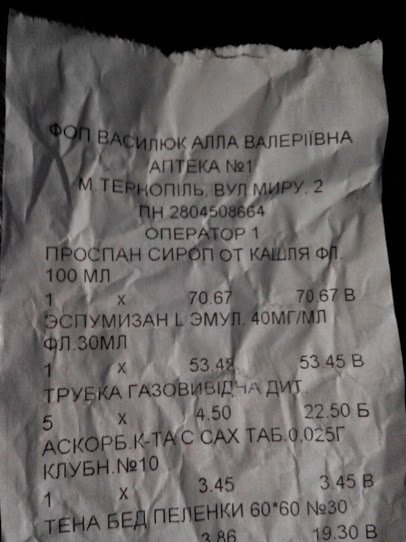 ФОП ВАСИЛЮК АЛЛА ВАЛЕРІЇВНА
АПТЕКА №1
М.ТЕРНОПІЛЬ. ВУЛ.МИРУ. 2
ПН 2804508664
ОПЕРАТОР 1
ПРОСПАН СИРОП ОТ КАШЛЯ ФЛ.
100 МЛ
1 X 70.67 70.67 В
ЭСПУМИЗАН L ЭМУЛ. 40МГ/МЛ
ФЛ.30МЛ
1 X 53.45 53.45 В
ТРУБКА ГАЗОВИВІДНА ДИТ
5 X 4.50 22.50 Б
АСКОРБ.К-ТА С САХ ТАБ.0,025Г
КЛУБН.№10
1 X 3.45 3.45 В
ТЕНА БЕД ПЕЛЕНКИ 60*60 №30
3.86 19.30 В